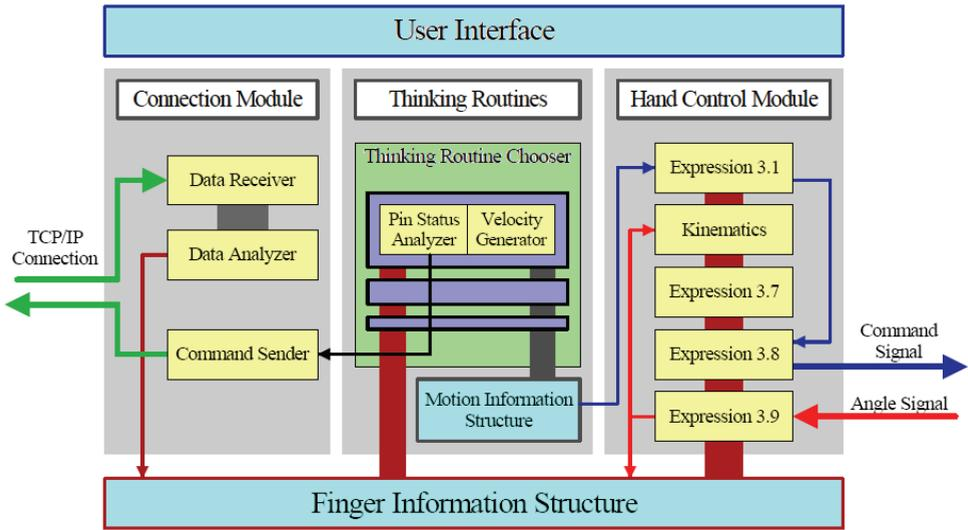 User Interface
Connection Module
Thinking Routines
Hand Control Module
Data Receiver
Data Analyzer
Command Sender
TCP/IP
Connection
Thinking Routine Chooser
Pin Status
Analyzer
Velocity
Generator
Motion Information
Structure
Expression 3.1
Kinematics
Expression 3.7
Expression 3.8
Expression 3.9
Command
Signal
Angle Signal
Finger Information Structure